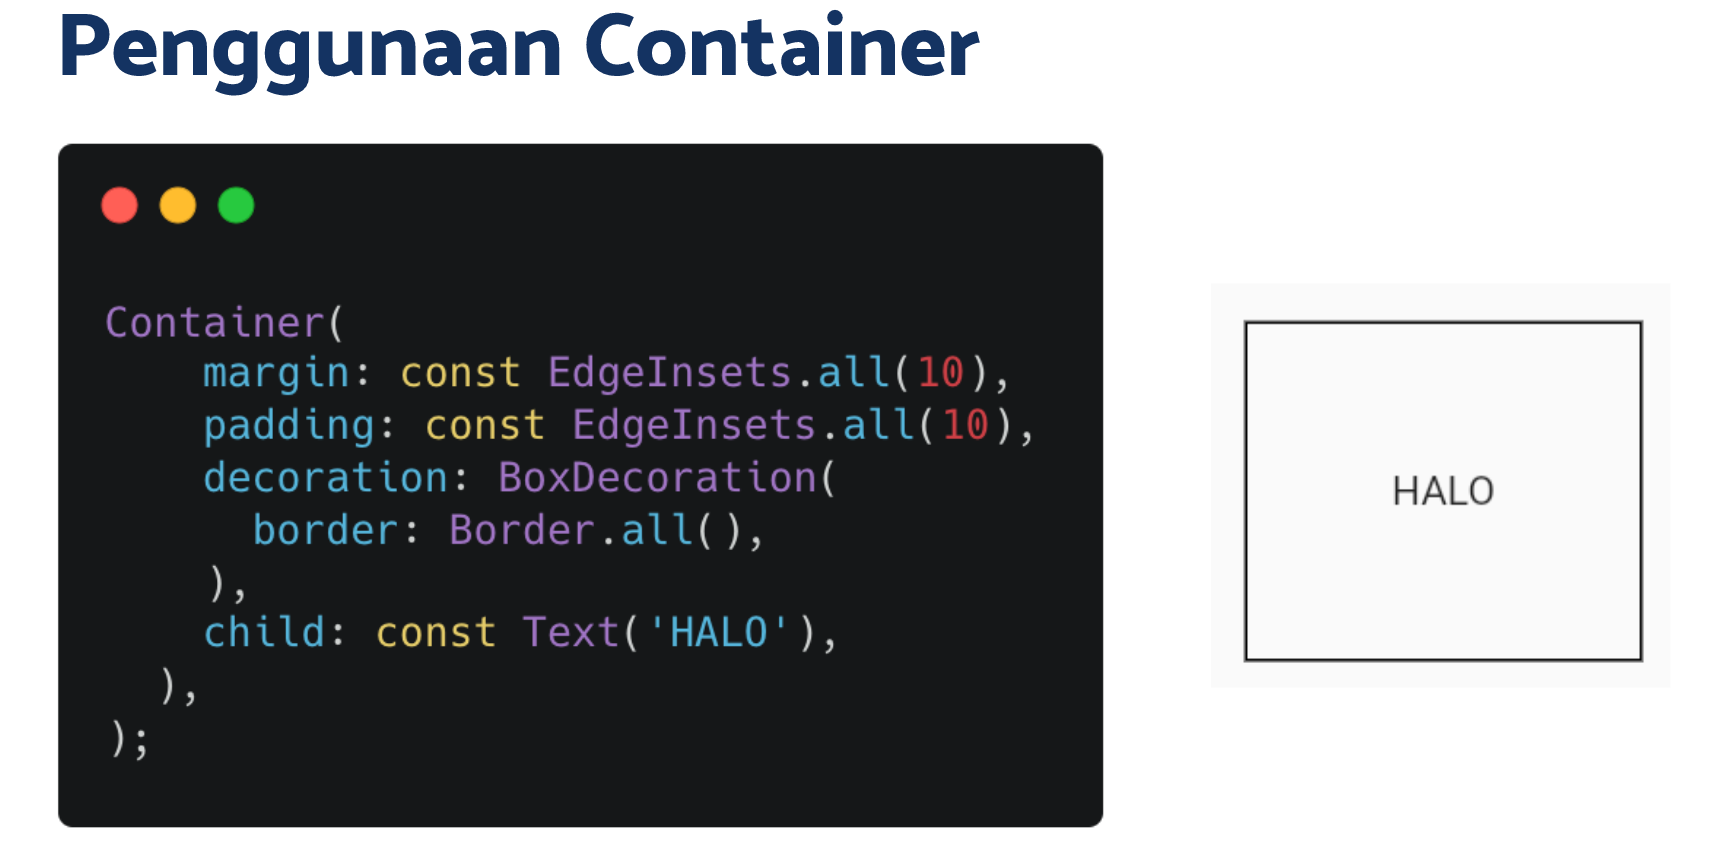 Penggunaan Container
Container(
    margin: const EdgeInsets.all(10),
    padding: const EdgeInsets.all(10),
    decoration: BoxDecoration(
      border: Border.all(),
    ),
    child: const Text('HALO'),
  ),
);
HALO